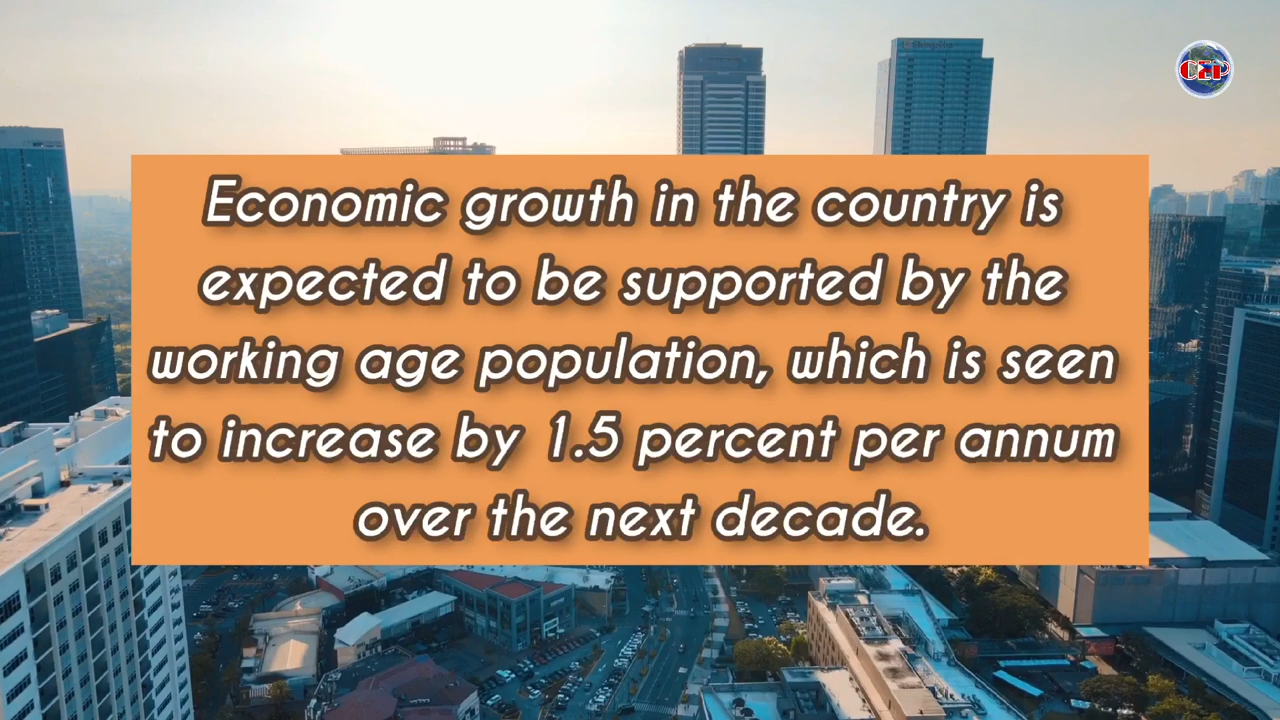 CEP
Economic growth in the country is
expected to be supported by the
working age population, which is seen
to increase by 1.5 percent per annum
over the next decade.